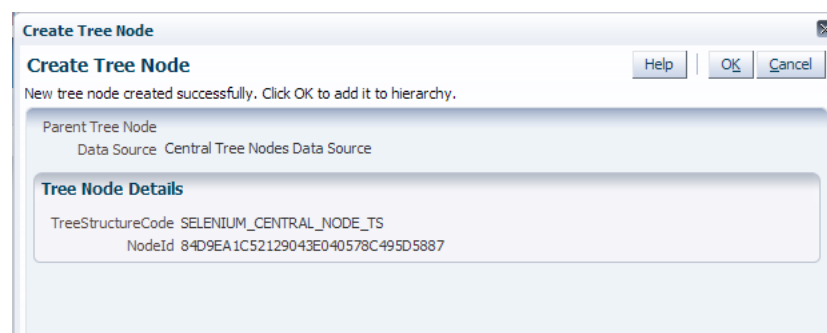 Create Tree Node
Create Tree Node
Help OK Cancel
New tree node created successfully. Click OK to add it to hierarchy.
Parent Tree Node
Data Source Central Tree Nodes Data Source
Tree Node Details
TreeStructureCode SELENIUM_CENTRAL_NODE_TS
NodeId 84D9EA1C52129043E040578C495D5887